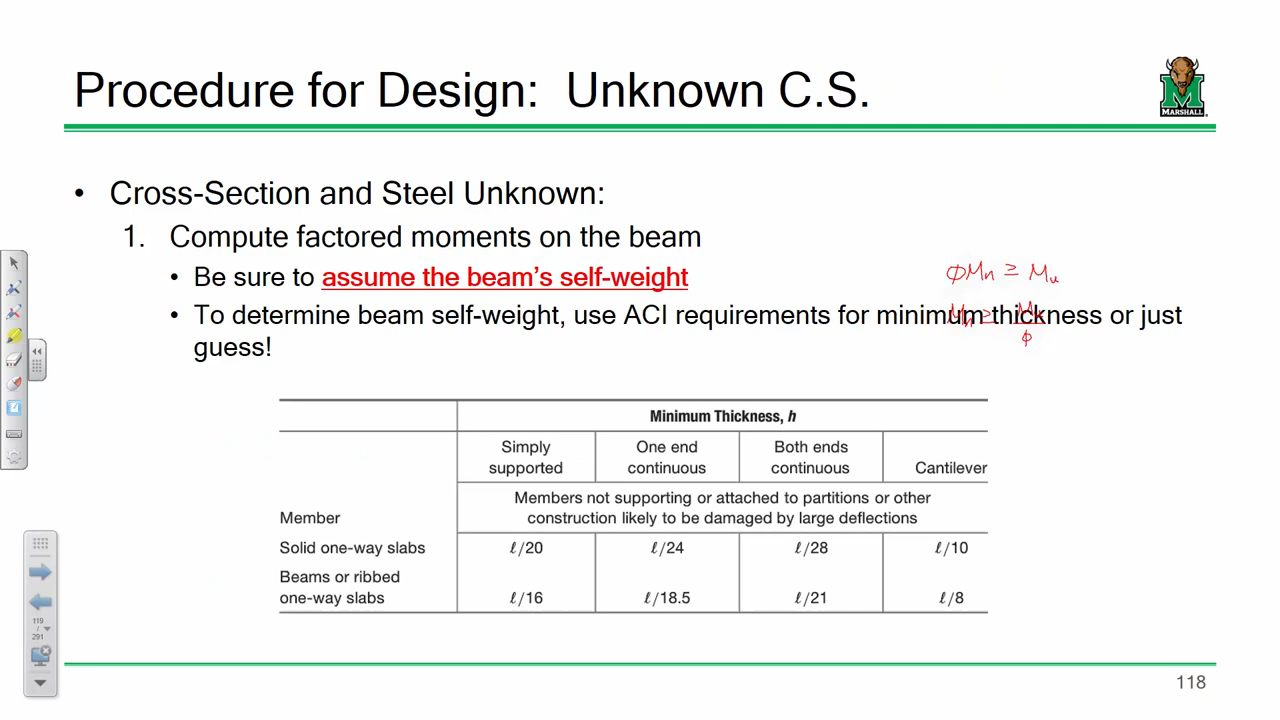 Procedure for Design: Unknown C.S.
MARSHALL
• Cross-Section and Steel Unknown:
1. Compute factored moments on the beam
• Be sure to assume the beam's self-weight
ϕMn ≥ Mu
• To determine beam self-weight, use ACI requirements for minimum thickness or just
guess!
Mn ≥ Mu
ϕ
Minimum Thickness, h
Simply supported One end continuous Both ends continuous Cantilever
Member Members not supporting or attached to partitions or other
construction likely to be damaged by large deflections
Solid one-way slabs ℓ/20 ℓ/24 ℓ/28 ℓ/10
Beams or ribbed
one-way slabs ℓ/16 ℓ/18.5 ℓ/21 ℓ/8
119
/
291
118